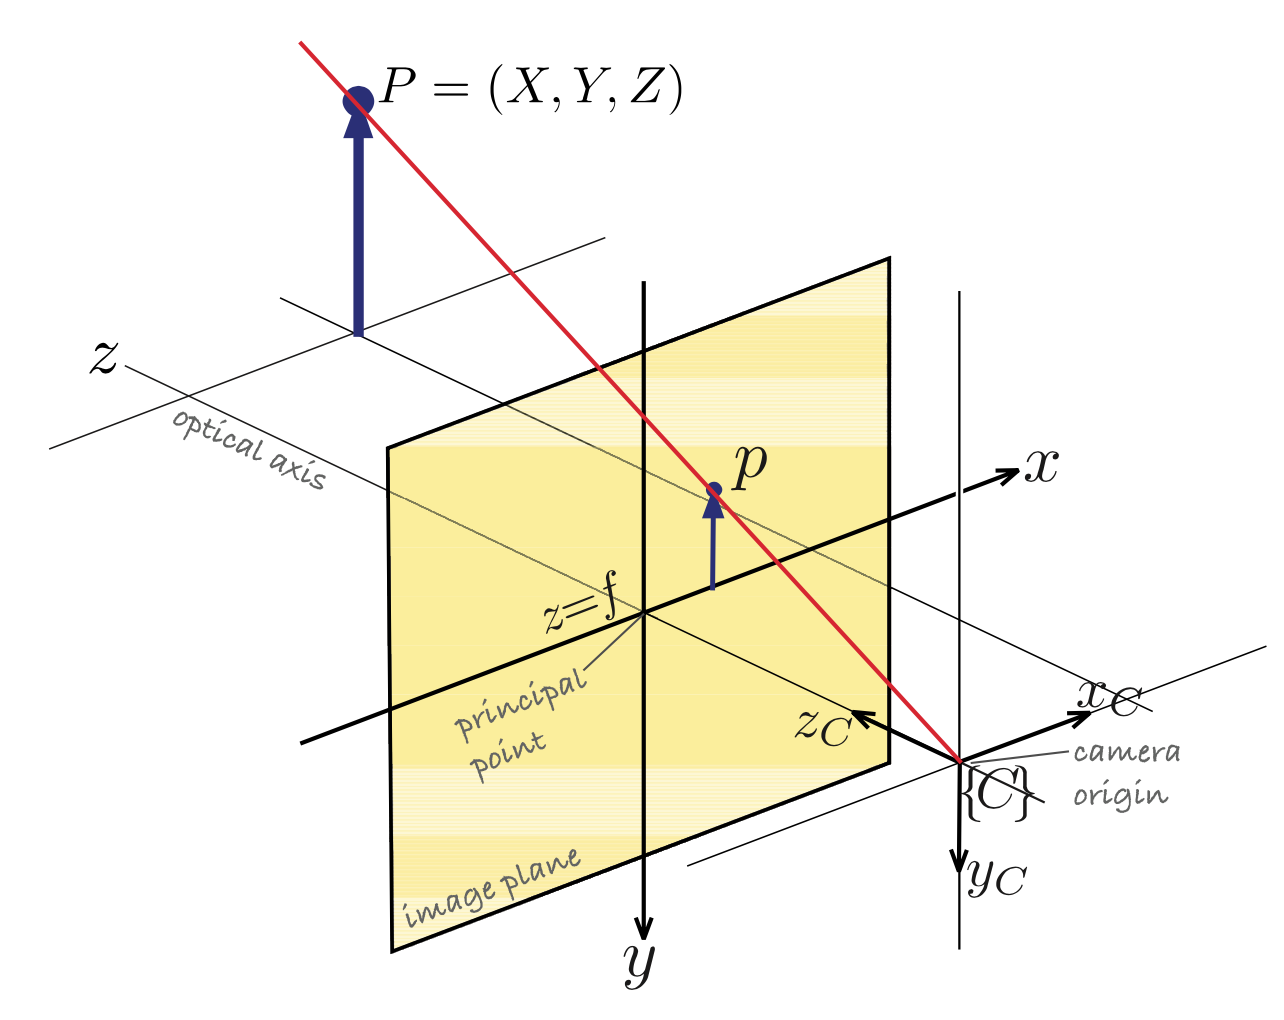 P = (X, Y, Z)
z
optical axis
p
x
z=f
principal
point
x_C
z_C
camera
origin
{C}
image plane
y_C
y